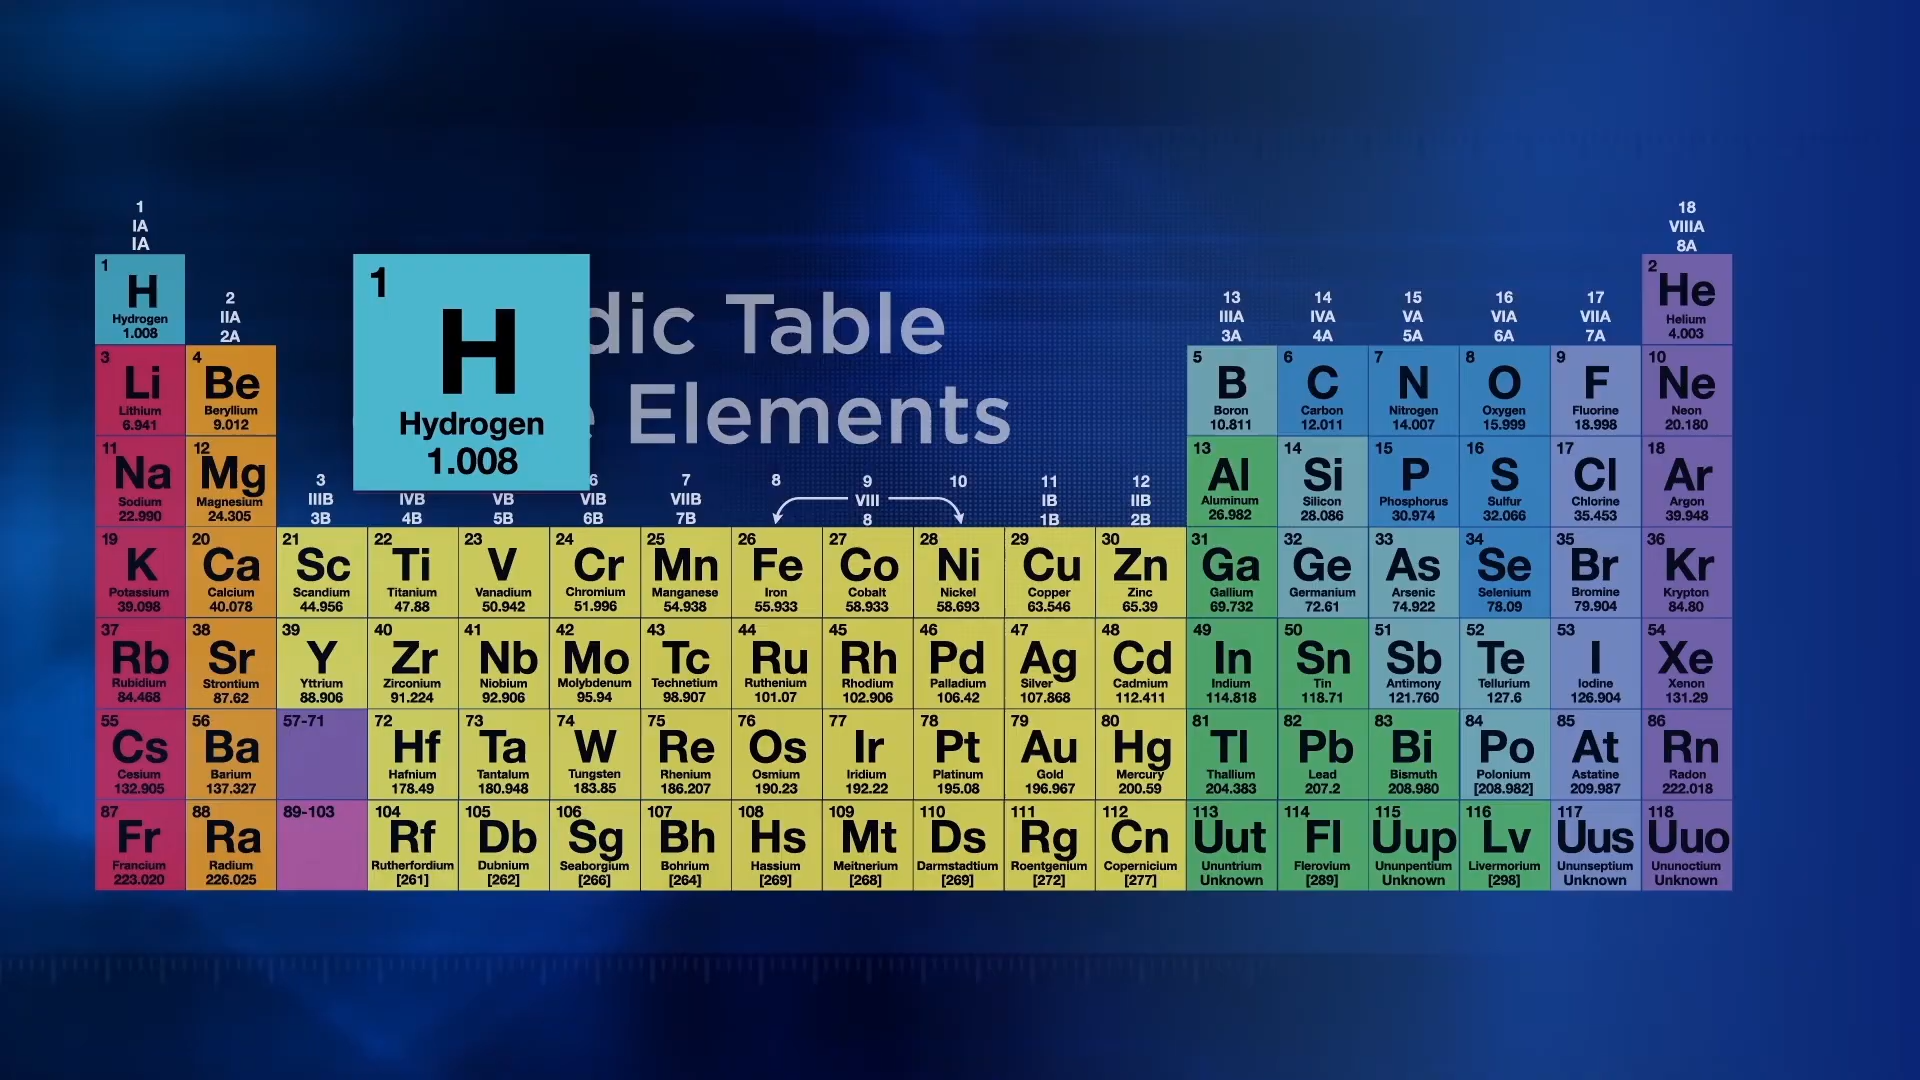 1
IA
IA
18
VIIIA
8A
1
H
Hydrogen
1.008
2
IIA
2A
1
H
Hydrogen
1.008
dic Table
Elements
13
IIIA
3A
14
IVA
4A
15
VA
5A
16
VIA
6A
17
VIIA
7A
2
He
Helium
4.003
3
Li
Lithium
6.941
4
Be
Beryllium
9.012
5
B
Boron
10.811
6
C
Carbon
12.011
7
N
Nitrogen
14.007
8
O
Oxygen
15.999
9
F
Fluorine
18.998
10
Ne
Neon
20.180
11
Na
Sodium
22.990
12
Mg
Magnesium
24.305
3
IIIB
3B
IVB
4B
VB
5B
6
VIB
6B
7
VIIB
7B
8
9
VIII
8
10
11
IB
1B
12
IIB
2B
13
Al
Aluminum
26.982
14
Si
Silicon
28.086
15
P
Phosphorus
30.974
16
S
Sulfur
32.066
17
Cl
Chlorine
35.453
18
Ar
Argon
39.948
19
K
Potassium
39.098
20
Ca
Calcium
40.078
21
Sc
Scandium
44.956
22
Ti
Titanium
47.88
23
V
Vanadium
50.942
24
Cr
Chromium
51.996
25
Mn
Manganese
54.938
26
Fe
Iron
55.933
27
Co
Cobalt
58.933
28
Ni
Nickel
58.693
29
Cu
Copper
63.546
30
Zn
Zinc
65.39
31
Ga
Gallium
69.732
32
Ge
Germanium
72.61
33
As
Arsenic
74.922
34
Se
Selenium
78.09
35
Br
Bromine
79.904
36
Kr
Krypton
84.80
37
Rb
Rubidium
84.468
38
Sr
Strontium
87.62
39
Y
Yttrium
88.906
40
Zr
Zirconium
91.224
41
Nb
Niobium
92.906
42
Mo
Molybdenum
95.94
43
Tc
Technetium
98.907
44
Ru
Ruthenium
101.07
45
Rh
Rhodium
102.906
46
Pd
Palladium
106.42
47
Ag
Silver
107.868
48
Cd
Cadmium
112.411
49
In
Indium
114.818
50
Sn
Tin
118.71
51
Sb
Antimony
121.760
52
Te
Tellurium
127.6
53
I
Iodine
126.904
54
Xe
Xenon
131.29
55
Cs
Cesium
132.905
56
Ba
Barium
137.327
57-71
72
Hf
Hafnium
178.49
73
Ta
Tantalum
180.948
74
W
Tungsten
183.85
75
Re
Rhenium
186.207
76
Os
Osmium
190.23
77
Ir
Iridium
192.22
78
Pt
Platinum
195.08
79
Au
Gold
196.967
80
Hg
Mercury
200.59
81
Tl
Thallium
204.383
82
Pb
Lead
207.2
83
Bi
Bismuth
208.980
84
Po
Polonium
[208.982]
85
At
Astatine
209.987
86
Rn
Radon
222.018
87
Fr
Francium
223.020
88
Ra
Radium
226.025
89-103
104
Rf
Rutherfordium
[261]
105
Db
Dubnium
[262]
106
Sg
Seaborgium
[266]
107
Bh
Bohrium
[264]
108
Hs
Hassium
[269]
109
Mt
Meitnerium
[268]
110
Ds
Darmstadtium
[269]
111
Rg
Roentgenium
[272]
112
Cn
Copernicium
[277]
113
Uut
Ununtrium
Unknown
114
Fl
Flerovium
[289]
115
Uup
Ununpentium
Unknown
116
Lv
Livermorium
[298]
117
Uus
Ununseptium
Unknown
118
Uuo
Ununoctium
Unknown